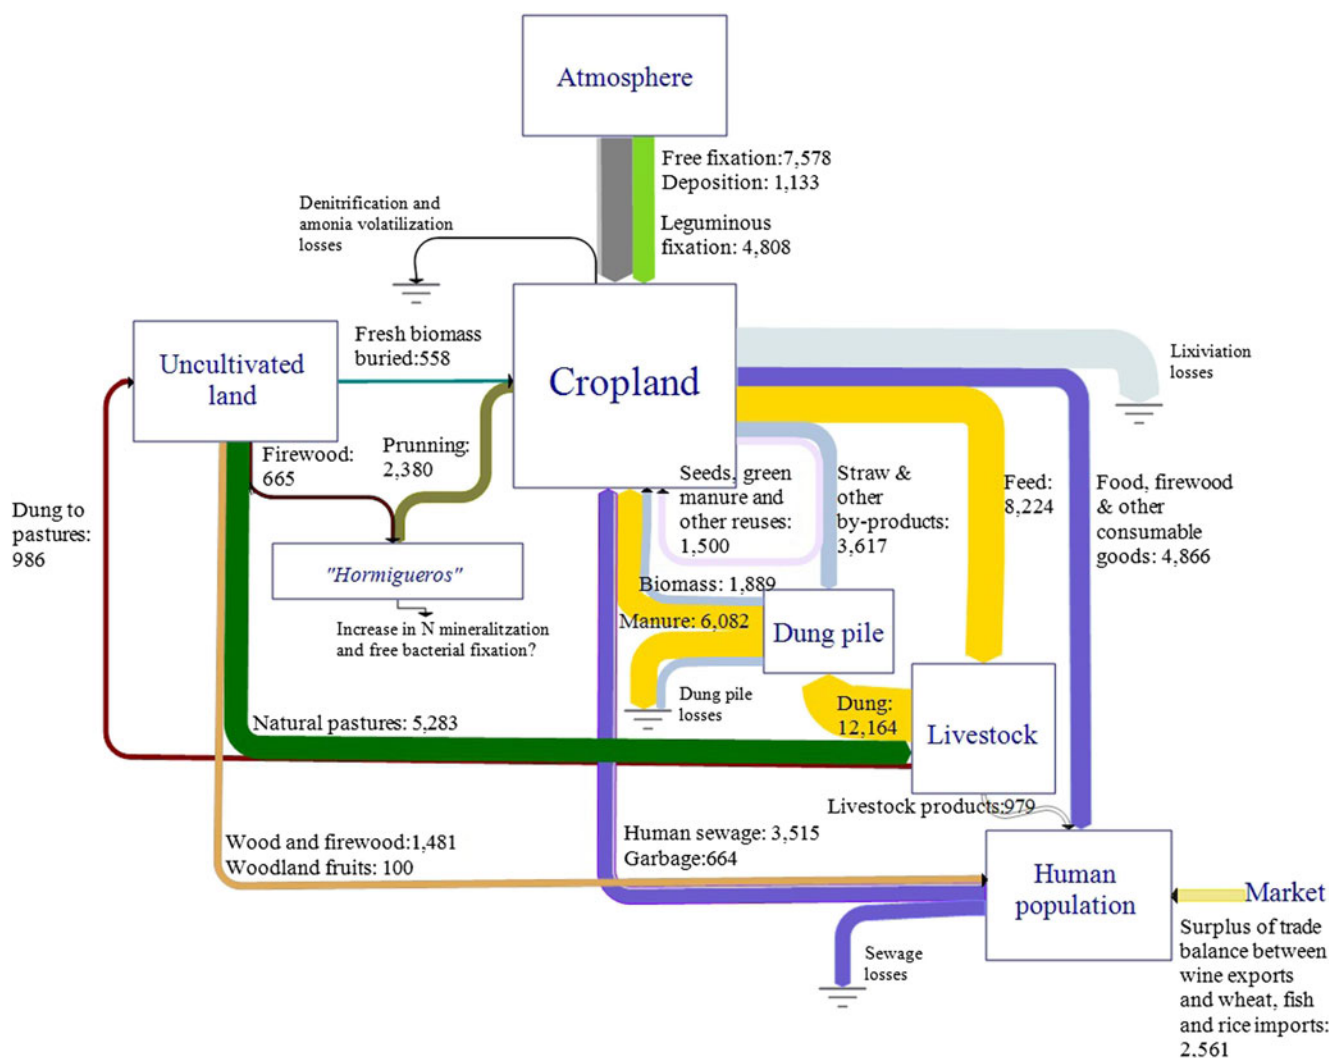 Atmosphere
Free fixation:7,578
Deposition: 1,133
Leguminous
fixation: 4,808
Denitrification and
amonia volatilization
losses
Uncultivated
land
Fresh biomass
buried:558
Cropland
Lixiviation
losses
Firewood:
665
Prunning:
2,380
Seeds, green
manure and
other reuses:
1,500
Straw &
other
by-products:
3,617
Feed:
8,224
Food, firewood
& other
consumable
goods: 4,866
Dung to
pastures:
986
"Hormigueros"
Increase in N mineralitzation
and free bacterial fixation?
Biomass: 1,889
Manure: 6,082
Dung pile
Dung pile
losses
Dung:
12,164
Livestock
Natural pastures: 5,283
Livestock products:979
Wood and firewood:1,481
Woodland fruits: 100
Human sewage: 3,515
Garbage:664
Human
population
Market
Surplus of trade
balance between
wine exports
and wheat, fish
and rice imports:
2,561
Sewage
losses